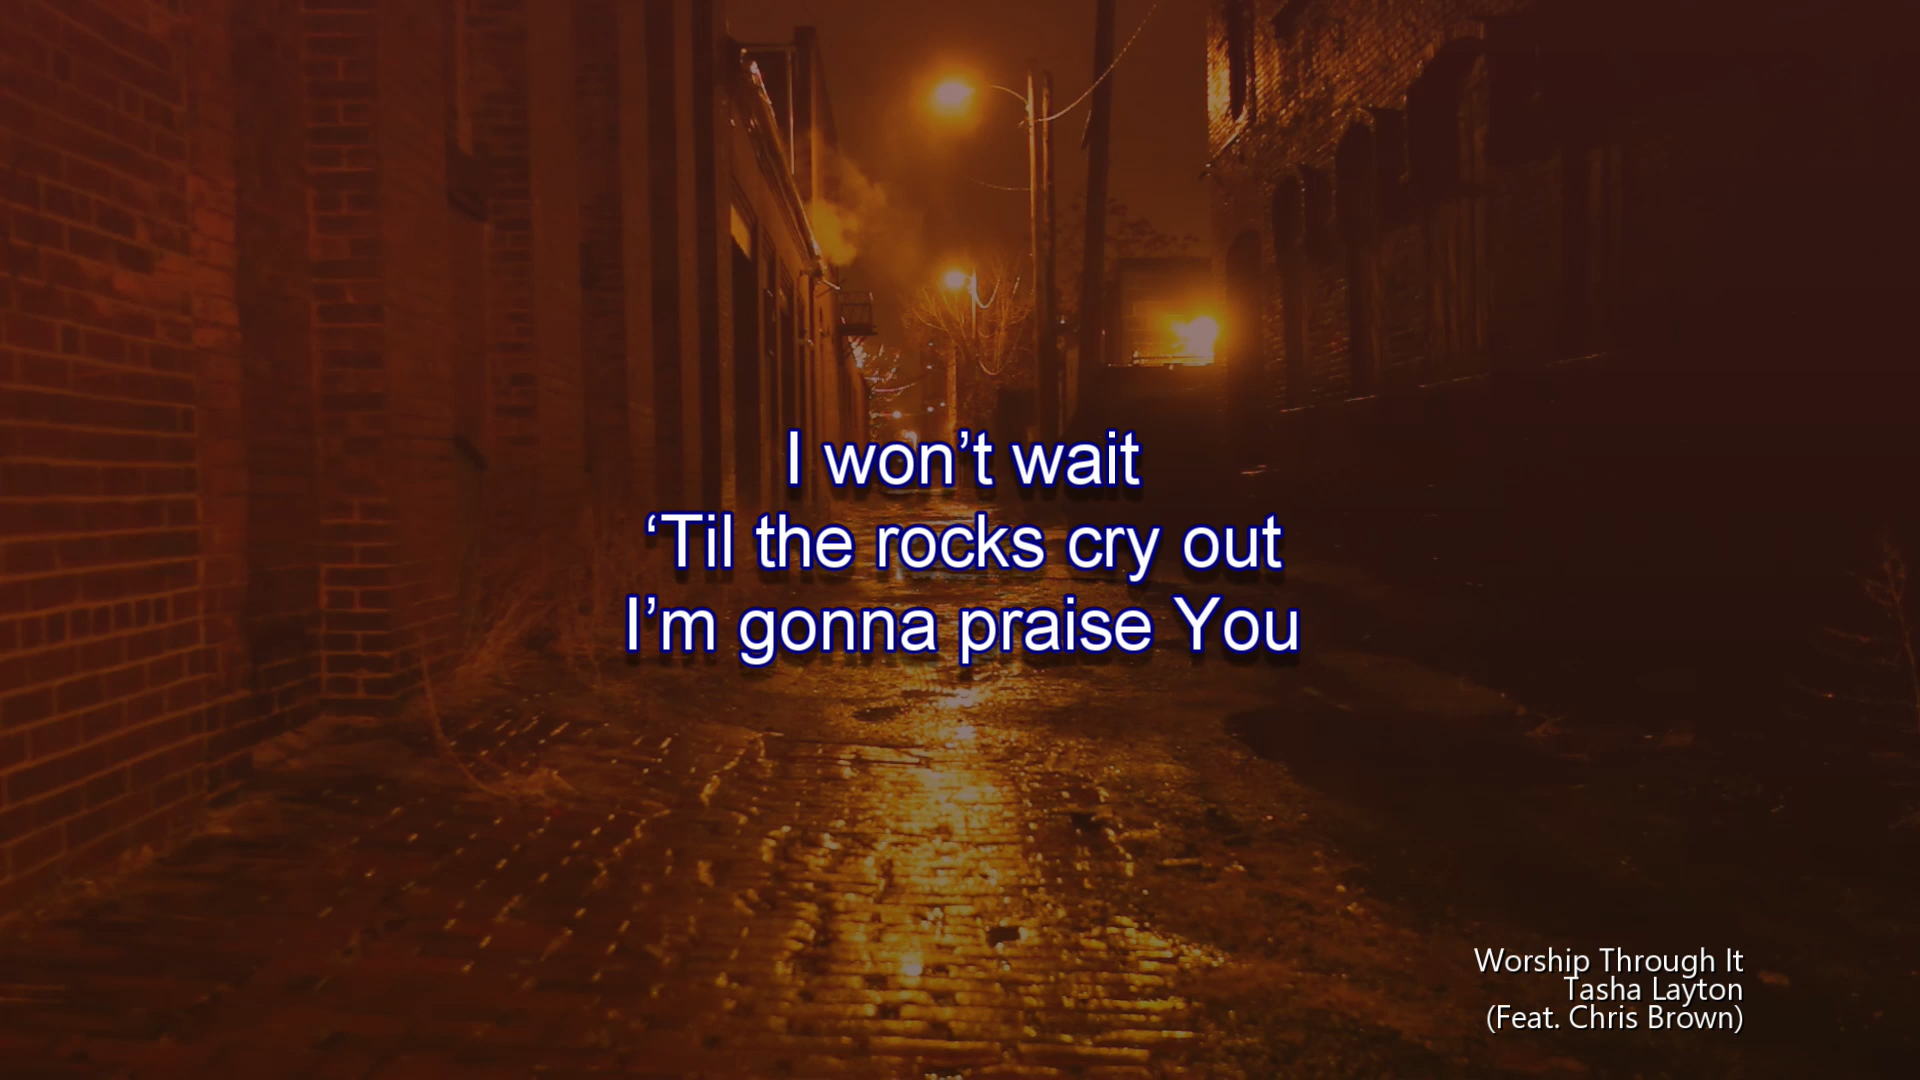 I won’t wait
‘Til the rocks cry out
I’m gonna praise You
Worship Through It
Tasha Layton
(Feat. Chris Brown)